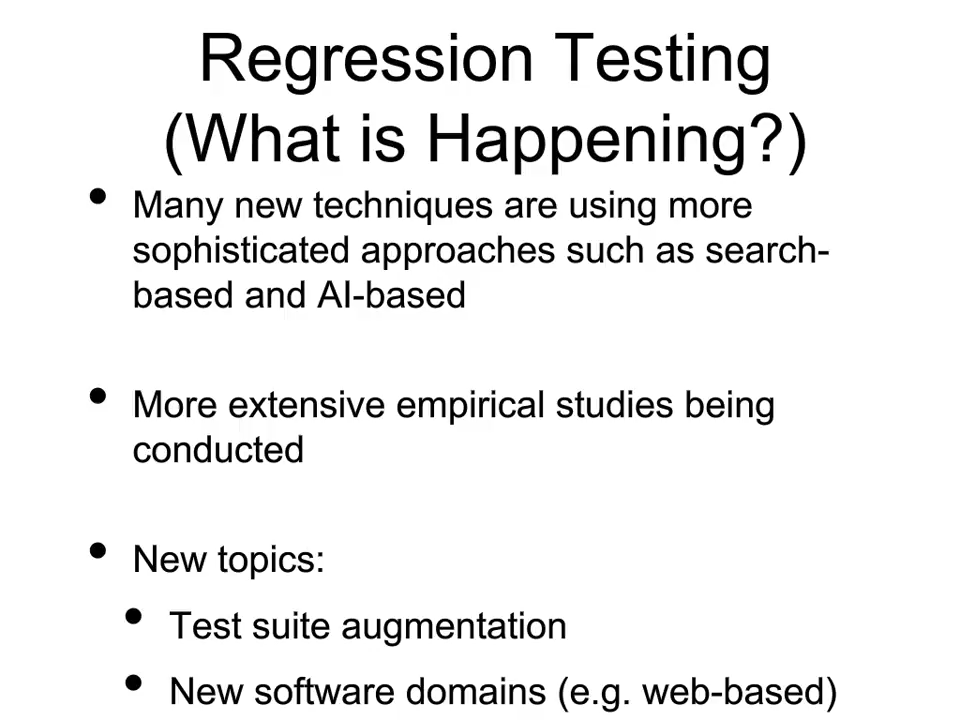 Regression Testing
(What is Happening?)
• Many new techniques are using more
sophisticated approaches such as search-
based and AI-based
• More extensive empirical studies being
conducted
• New topics:
• Test suite augmentation
• New software domains (e.g. web-based)